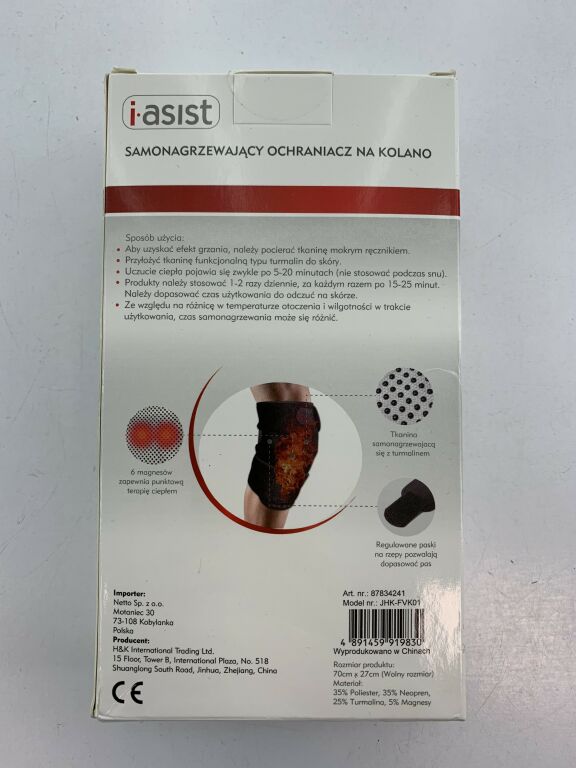 i·asist
SAMONAGRZEWAJĄCY OCHRANIACZ NA KOLANO
Sposób użycia:
• Aby uzyskać efekt grzania, należy pocierać tkaninę mokrym ręcznikiem.
• Przyłożyć tkaninę funkcjonalną typu turmalin do skóry.
• Uczucie ciepło pojawia się zwykle po 5-20 minutach (nie stosować podczas snu).
• Produkty należy stosować 1-2 razy dziennie, za każdym razem po 15-25 minut.
Należy dopasować czas użytkowania do odczuć na skórze.
• Ze względu na różnicę w temperaturze otoczenia i wilgotności w trakcie
użytkowania, czas samonagrzewania może się różnić.
6 magnesów
zapewnia punktową
terapię ciepłem
Tkanina
samonagrzewającą
się z turmalinem
Regulowane paski
na rzepy pozwalają
dopasować pas
Importer:
Netto Sp. z o.o.
Motaniec 30
73-108 Kobylanka
Polska
Producent:
H&K International Trading Ltd.
15 Floor, Tower B, International Plaza, No. 518
Shuanglong South Road, Jinhua, Zhejiang, China
CE
Art. nr.: 87834241
Model nr.: JHK-FVK01
4 891459 919830
Wyprodukowano w Chinach
Rozmiar produktu:
70cm x 27cm (Wolny rozmiar)
Materiał:
35% Poliester, 35% Neopren,
25% Turmalina, 5% Magnesy